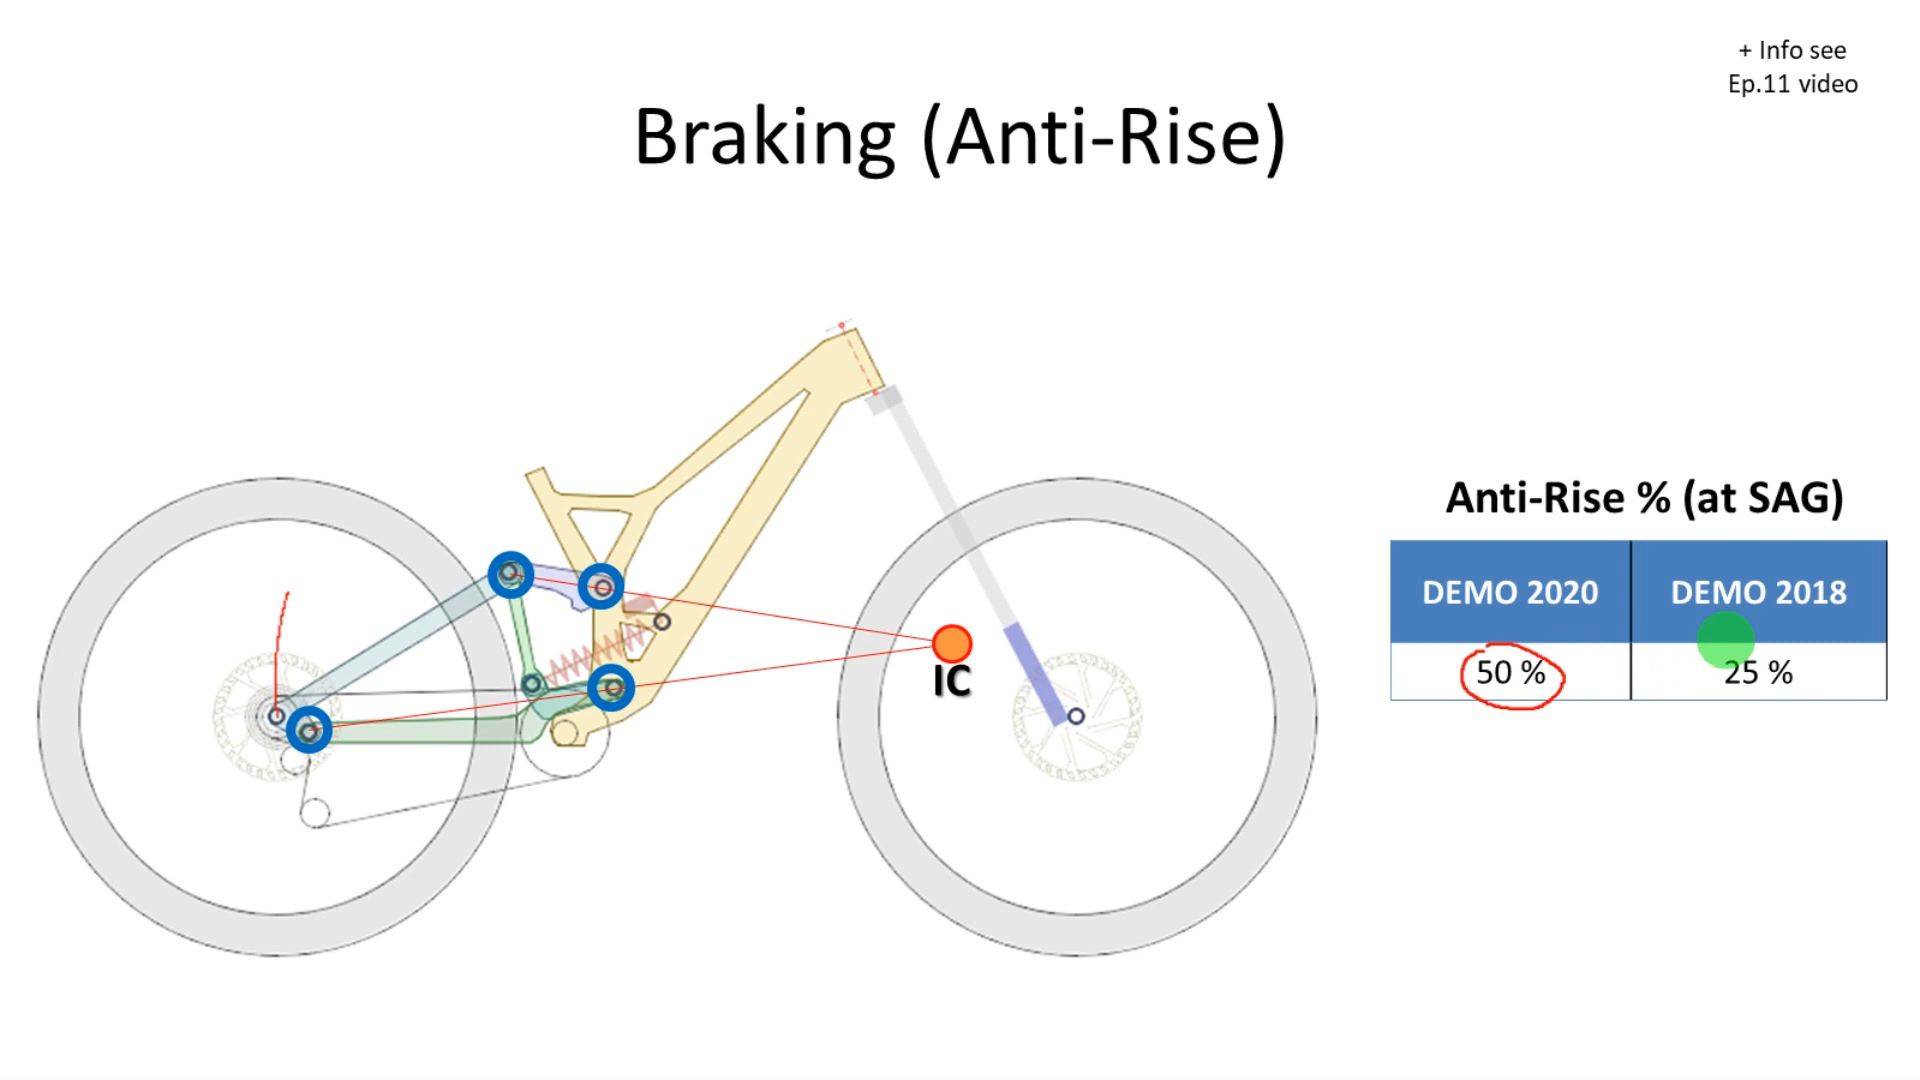 + Info see
Ep.11 video
Braking (Anti-Rise)
IC
Anti-Rise % (at SAG)
DEMO 2020 DEMO 2018
50 % 25 %